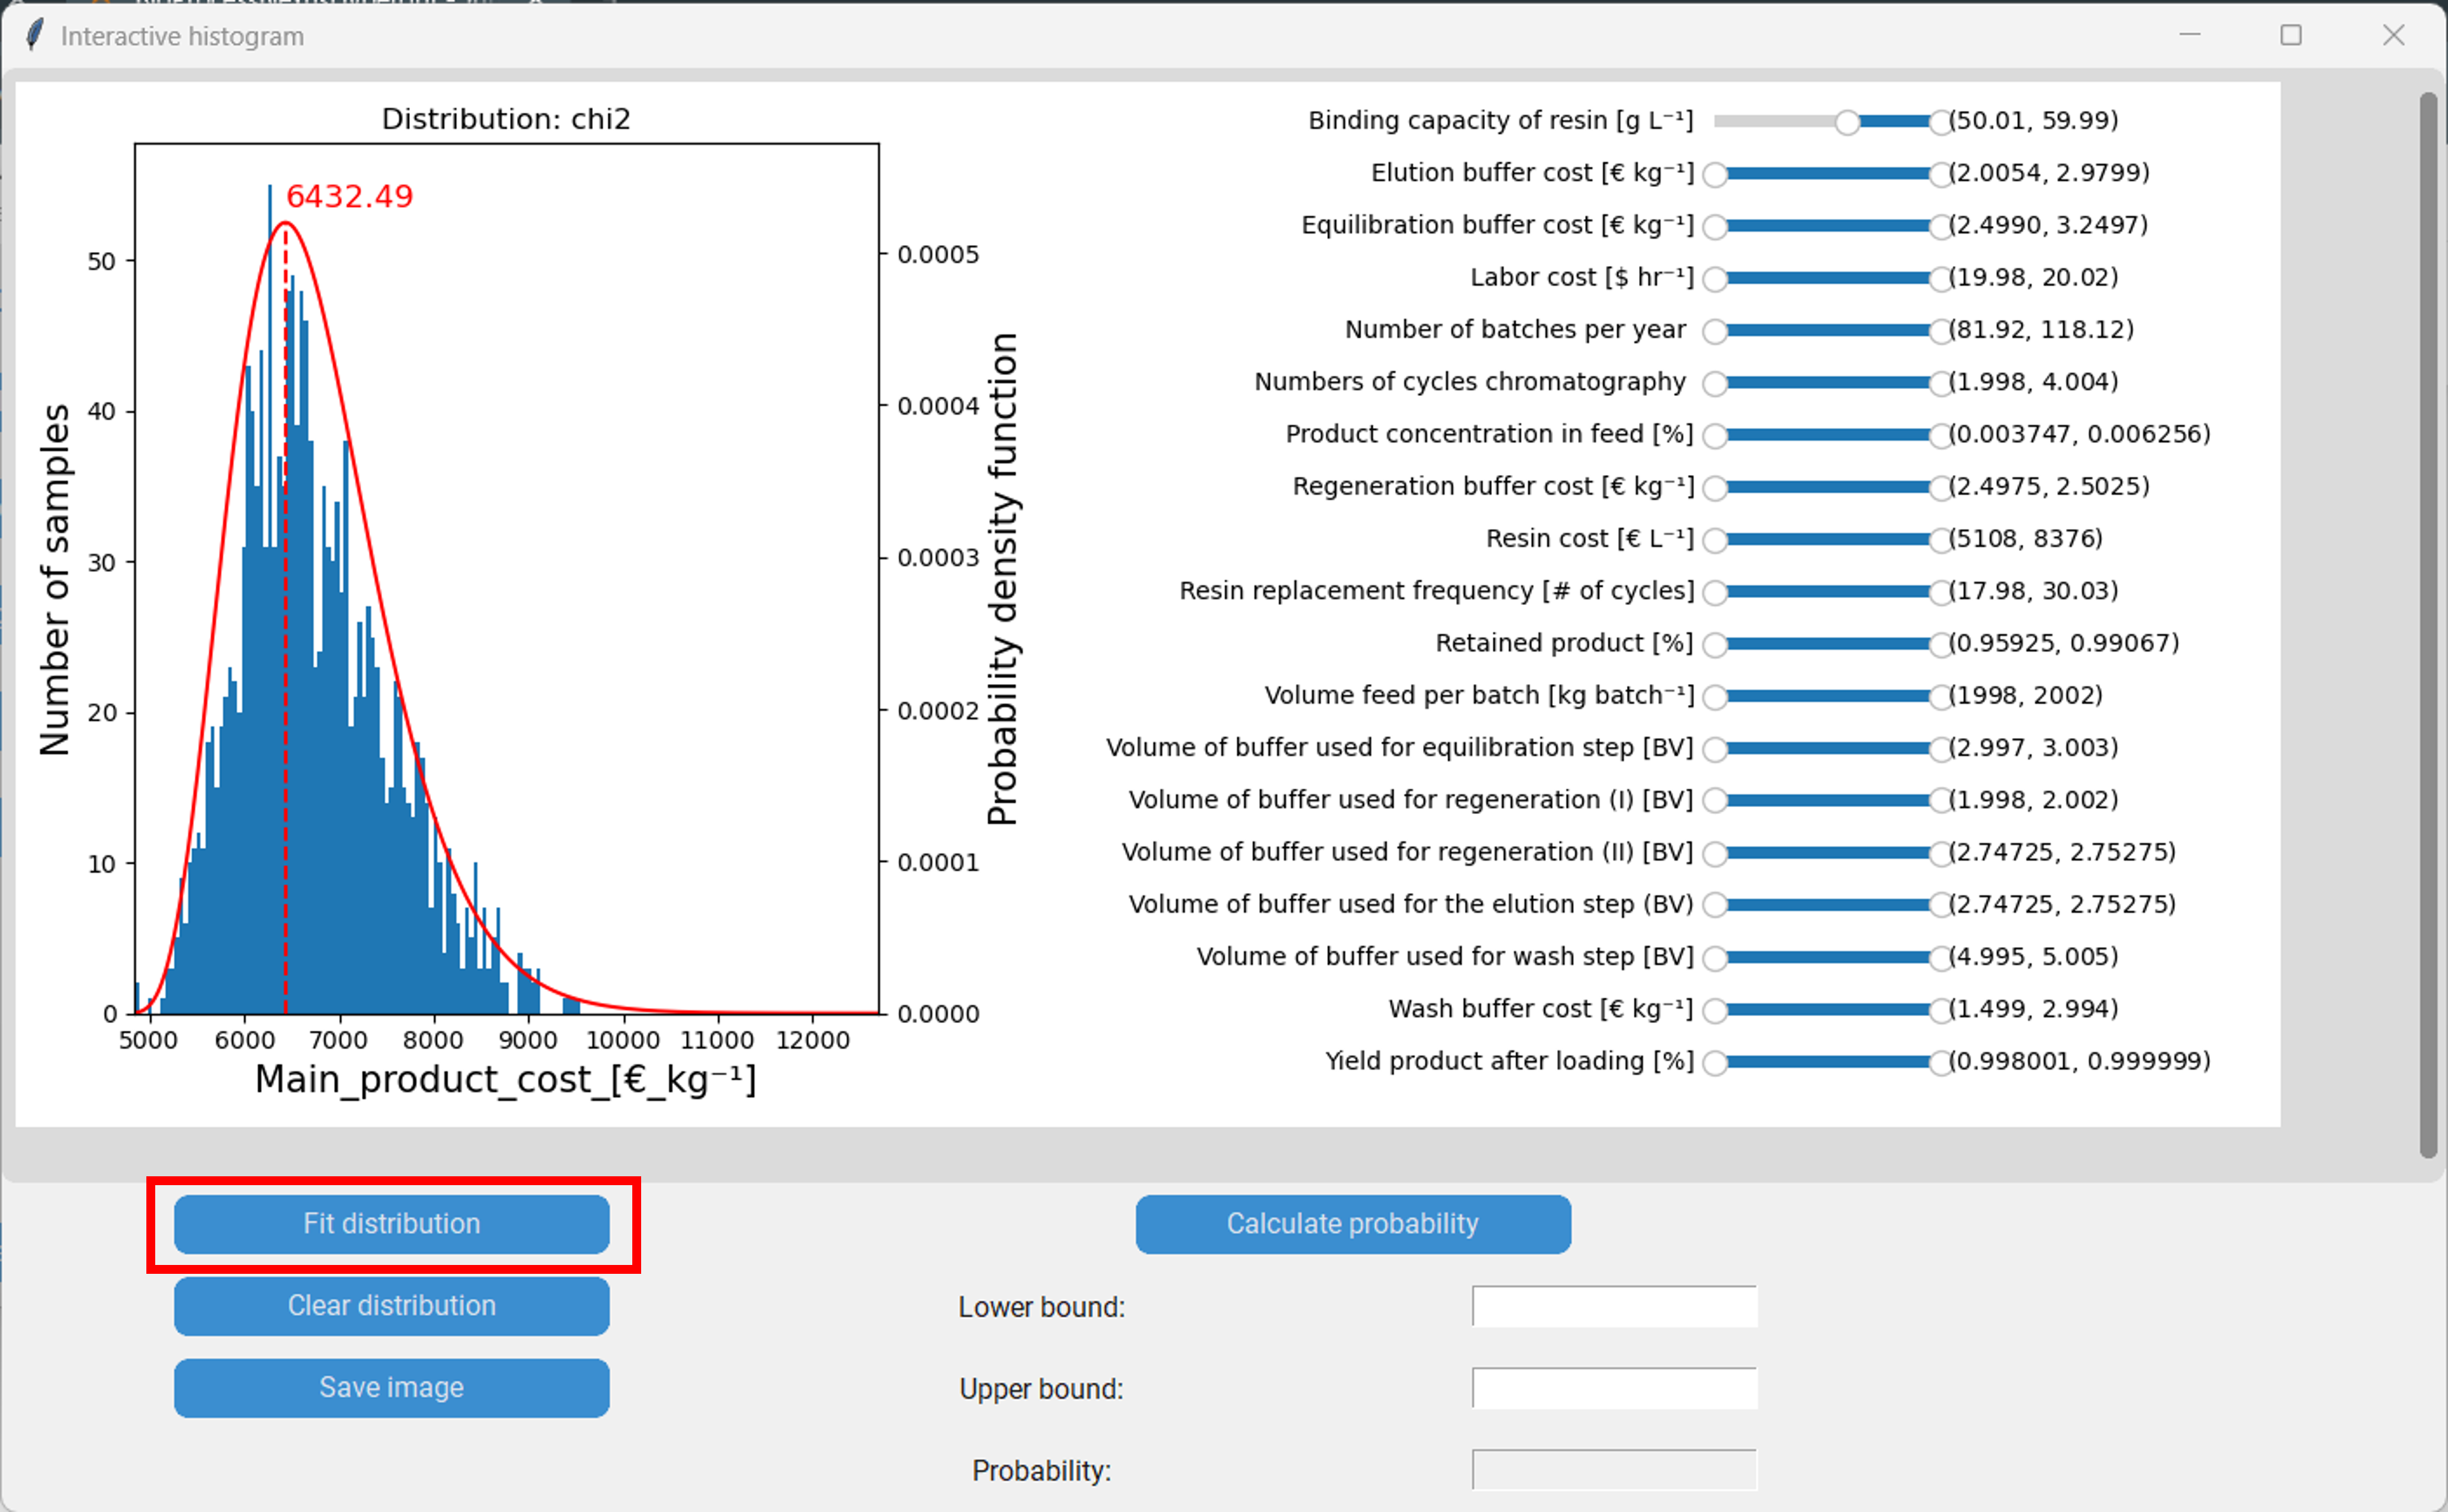 Interactive histogram
Distribution: chi2
6432.49
Number of samples
0
10
20
30
40
50
0.0000
0.0001
0.0002
0.0003
0.0004
0.0005
Probability density function
5000 6000 7000 8000 9000 10000 11000 12000
Main_product_cost_[€_kg⁻¹]
Binding capacity of resin [g L⁻¹] (50.01, 59.99)
Elution buffer cost [€ kg⁻¹] (2.0054, 2.9799)
Equilibration buffer cost [€ kg⁻¹] (2.4990, 3.2497)
Labor cost [$ hr⁻¹] (19.98, 20.02)
Number of batches per year (81.92, 118.12)
Numbers of cycles chromatography (1.998, 4.004)
Product concentration in feed [%] (0.003747, 0.006256)
Regeneration buffer cost [€ kg⁻¹] (2.4975, 2.5025)
Resin cost [€ L⁻¹] (5108, 8376)
Resin replacement frequency [# of cycles] (17.98, 30.03)
Retained product [%] (0.95925, 0.99067)
Volume feed per batch [kg batch⁻¹] (1998, 2002)
Volume of buffer used for equilibration step [BV] (2.997, 3.003)
Volume of buffer used for regeneration (I) [BV] (1.998, 2.002)
Volume of buffer used for regeneration (II) [BV] (2.74725, 2.75275)
Volume of buffer used for the elution step (BV) (2.74725, 2.75275)
Volume of buffer used for wash step [BV] (4.995, 5.005)
Wash buffer cost [€ kg⁻¹] (1.499, 2.994)
Yield product after loading [%] (0.998001, 0.999999)
Fit distribution
Clear distribution
Save image
Calculate probability
Lower bound:
Upper bound:
Probability: